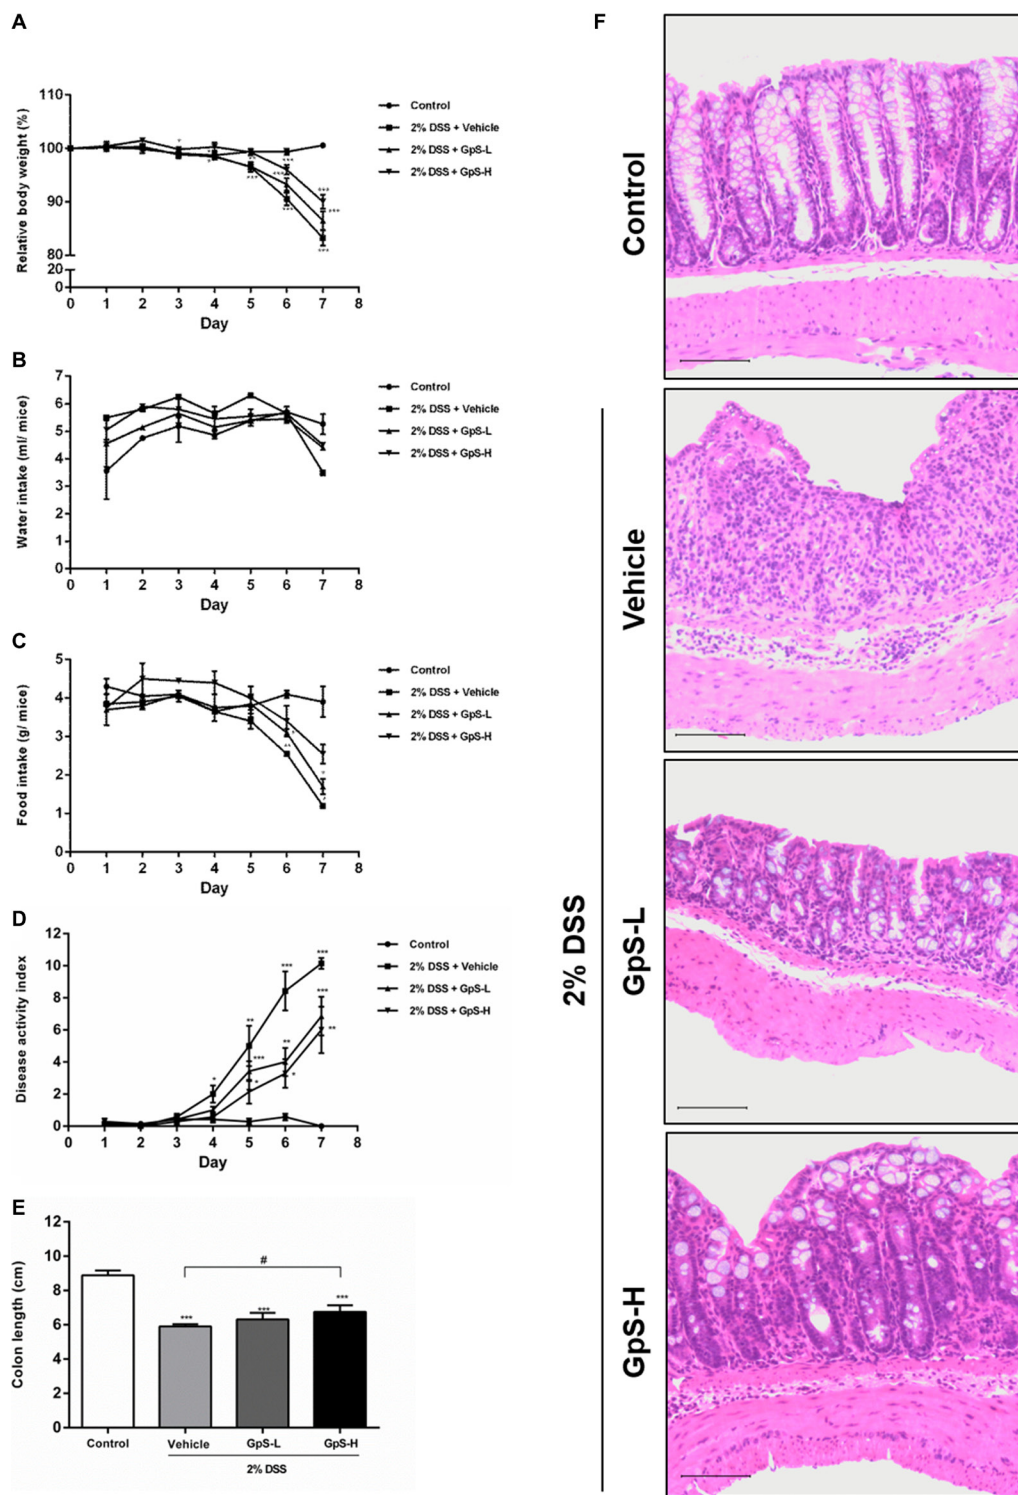 A
Relative body weight (%)
110
100
90
80
20
0
0 1 2 3 4 5 6 7 8
Day
Control
2% DSS + Vehicle
2% DSS + GpS-L
2% DSS + GpS-H
B
Water intake (ml/ mice)
7
6
5
4
3
2
1
0
0 1 2 3 4 5 6 7 8
Day
Control
2% DSS + Vehicle
2% DSS + GpS-L
2% DSS + GpS-H
C
Food intake (g/ mice)
5
4
3
2
1
0
0 1 2 3 4 5 6 7 8
Day
Control
2% DSS + Vehicle
2% DSS + GpS-L
2% DSS + GpS-H
D
Disease activity index
12
10
8
6
4
2
0
0 1 2 3 4 5 6 7 8
Day
Control
2% DSS + Vehicle
2% DSS + GpS-L
2% DSS + GpS-H
*
**
***
*
***
**
*
***
***
**
E
Colon length (cm)
12
10
8
6
4
2
0
#
***
***
***
Control Vehicle GpS-L GpS-H
2% DSS
F
Control
2% DSS
Vehicle
GpS-L
GpS-H